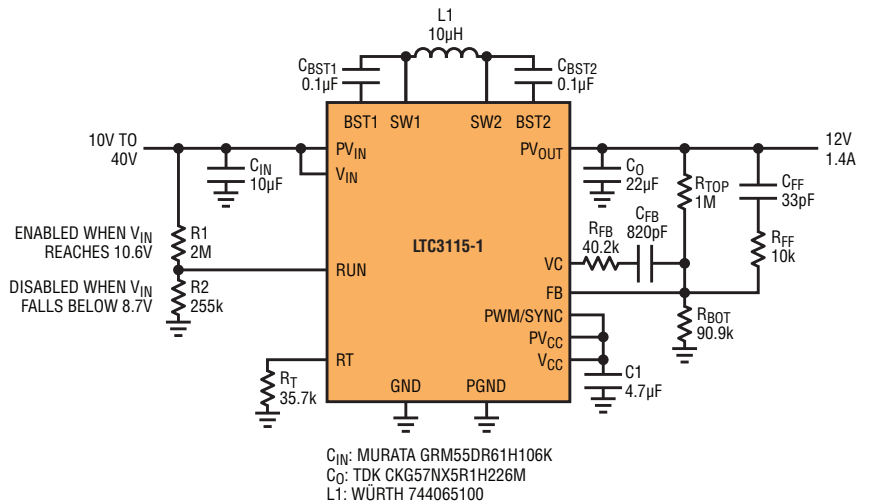 L1
10µH
CBST1
0.1µF
CBST2
0.1µF
BST1 SW1 SW2 BST2
10V TO
40V
PVIN
VIN
CIN
10µF
PVOUT
12V
1.4A
CO
22µF
RTOP
1M
CFF
33pF
RFF
10k
ENABLED WHEN VIN
REACHES 10.6V
R1
2M
LTC3115-1
RFB
40.2k
CFB
820pF
RUN
VC
DISABLED WHEN VIN
FALLS BELOW 8.7V
R2
255k
FB
PWM/SYNC
PVCC
VCC
RBOT
90.9k
RT
RT
35.7k
GND PGND
C1
4.7µF
CIN: MURATA GRM55DR61H106K
CO: TDK CKG57NX5R1H226M
L1: WÜRTH 744065100